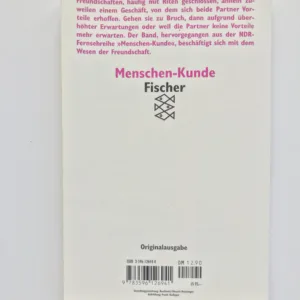 Freundschaften, häufig mit Ritualen geschlossen, ähneln zu-
weilen einem Geschäft, von dem sich beide Partner Vor-
teile erhoffen. Gehen sie zu Bruch, dann aufgrund über-
höhter Erwartungen oder weil die Partner keine Vorteile
mehr erwarten. Der Band, hervorgegangen aus der NDR-
Fernsehreihe »Menschen-Kunde«, beschäftigt sich mit dem
Wesen der Freundschaft.
Menschen-Kunde
Fischer
Originalausgabe
DM 12.90